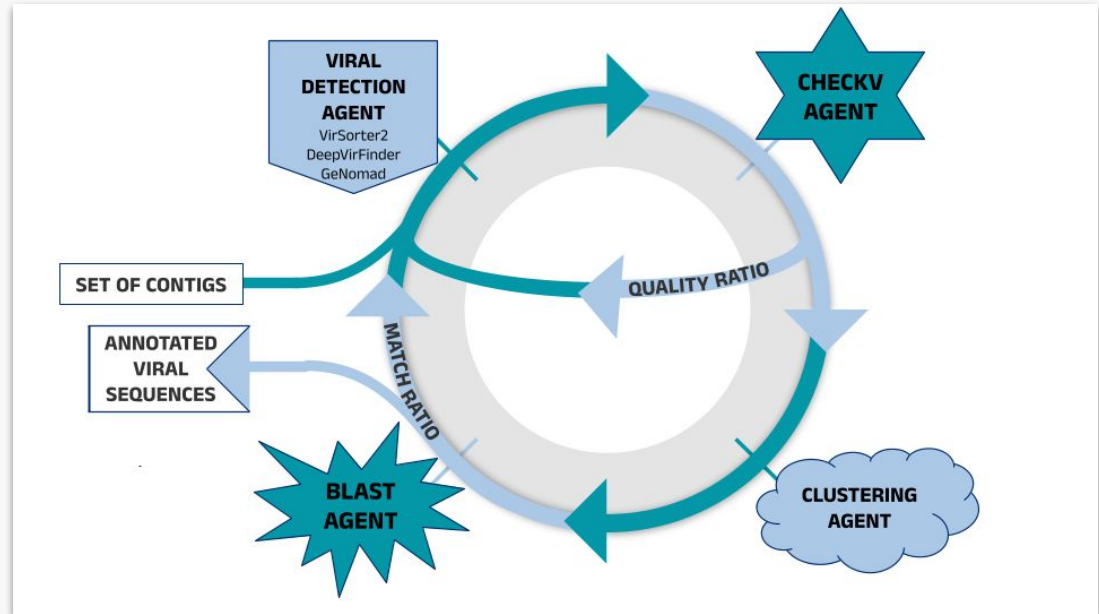 VIRAL
DETECTION
AGENT
VirSorter2
DeepVirFinder
GeNomad
CHECKV
AGENT
SET OF CONTIGS
QUALITY RATIO
ANNOTATED
VIRAL
SEQUENCES
MATCH RATIO
BLAST
AGENT
CLUSTERING
AGENT